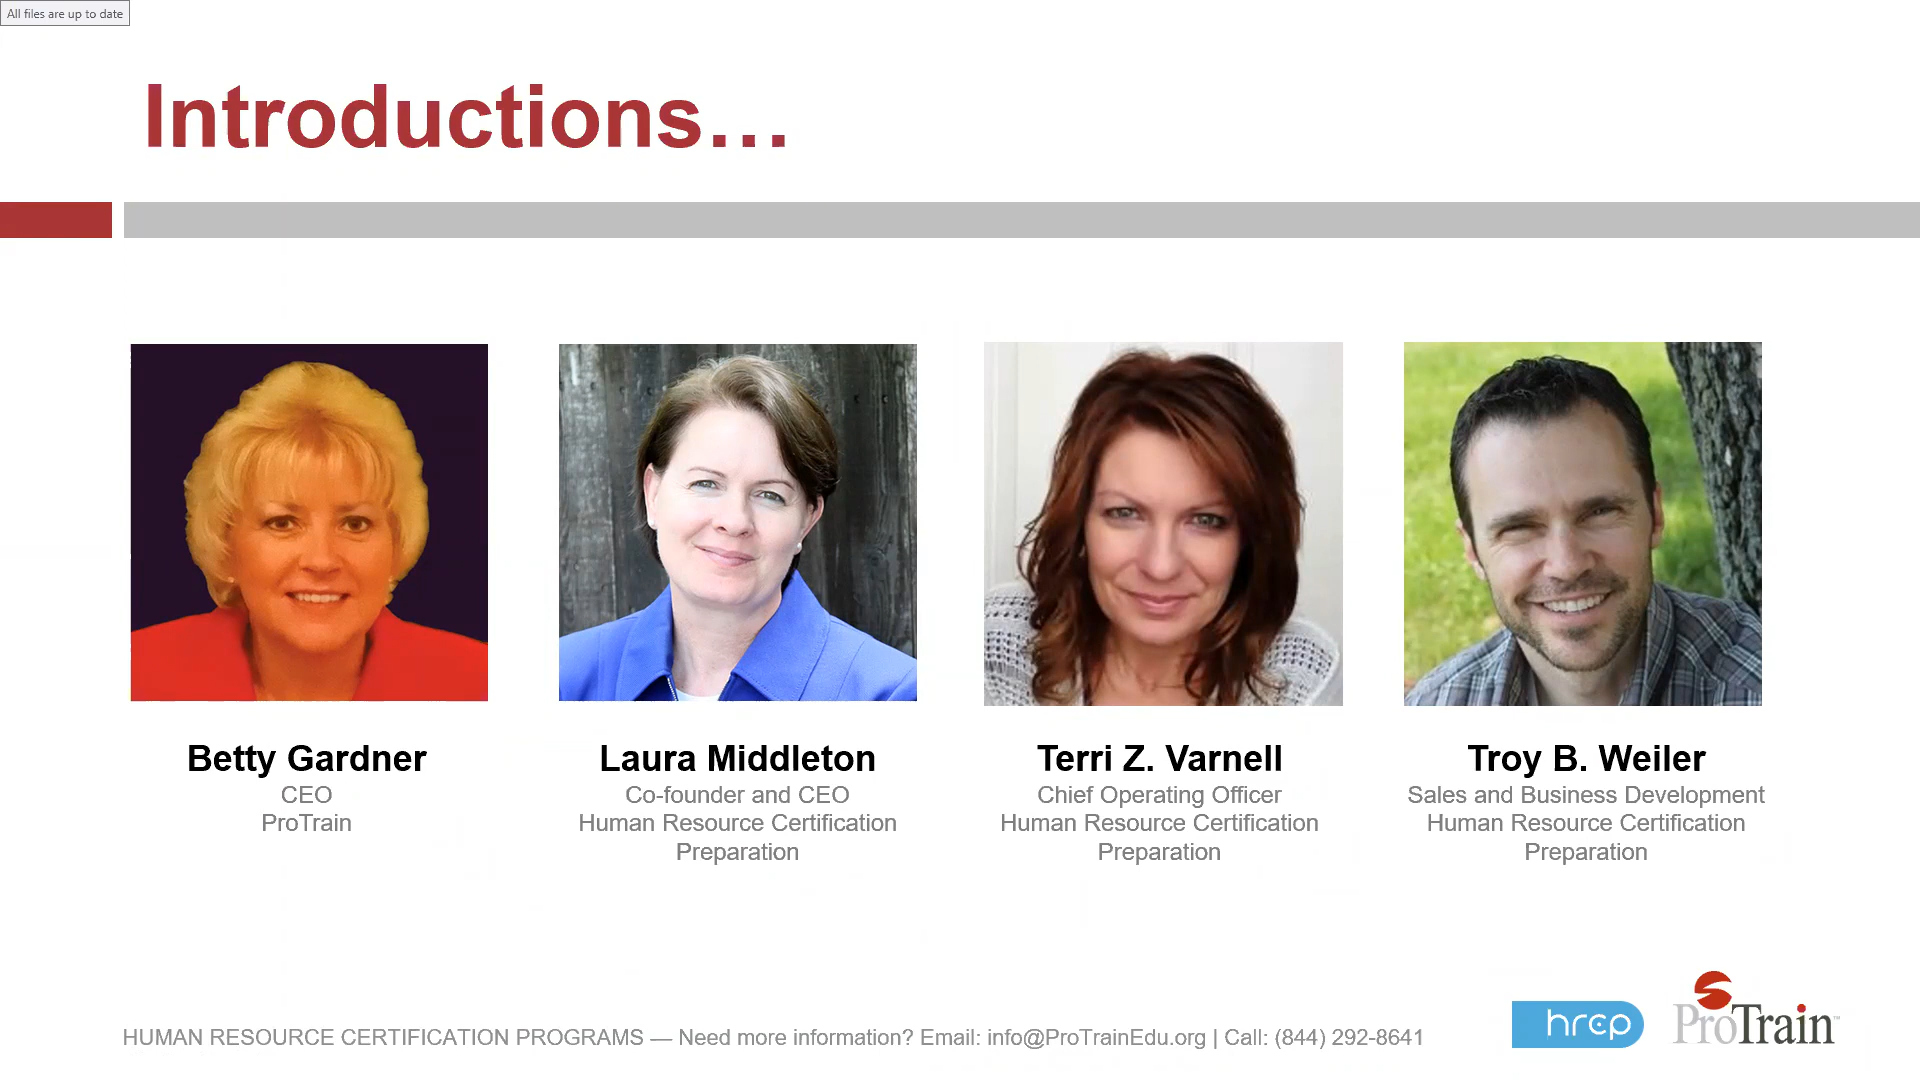 All files are up to date
Introductions…
Betty Gardner
CEO
ProTrain
Laura Middleton
Co-founder and CEO
Human Resource Certification
Preparation
Terri Z. Varnell
Chief Operating Officer
Human Resource Certification
Preparation
Troy B. Weiler
Sales and Business Development
Human Resource Certification
Preparation
HUMAN RESOURCE CERTIFICATION PROGRAMS — Need more information? Email: info@ProTrainEdu.org | Call: (844) 292-8641
hrcp
ProTrain™